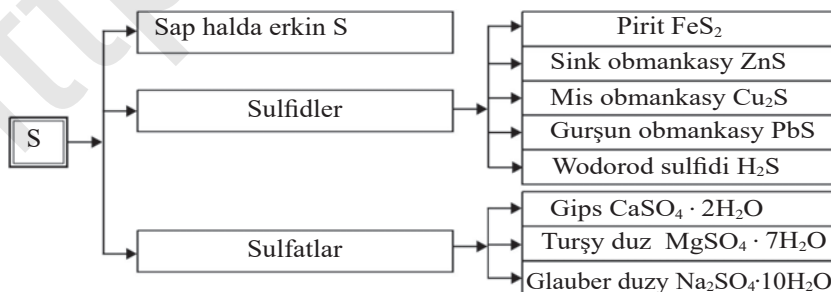 S
Sap halda erkin S
Sulfidler
Pirit FeS₂
Sink obmankasy ZnS
Mis obmankasy Cu₂S
Gurşun obmankasy PbS
Wodorod sulfidi H₂S
Sulfatlar
Gips CaSO₄ · 2H₂O
Turşy duz MgSO₄ · 7H₂O
Glauber duzy Na₂SO₄·10H₂O